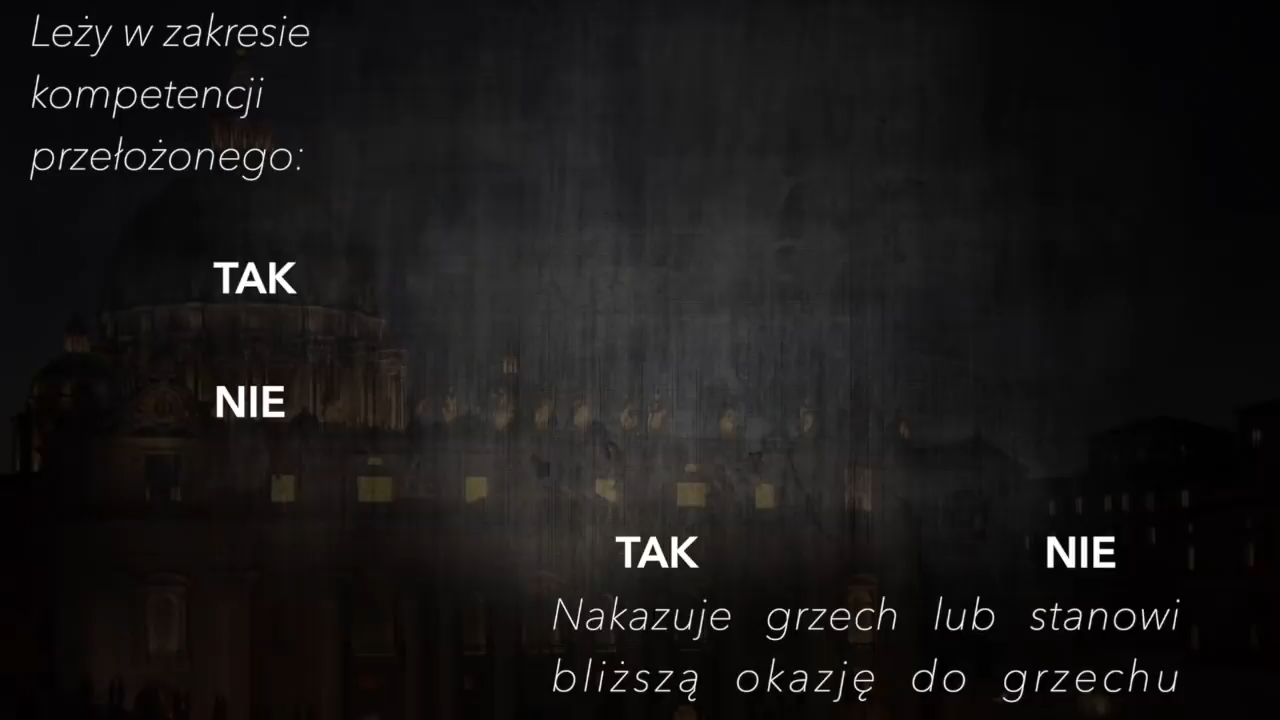 Leży w zakresie
kompetencji
przełożonego:
TAK
NIE
TAK NIE
Nakazuje grzech lub stanowi
bliższą okazję do grzechu